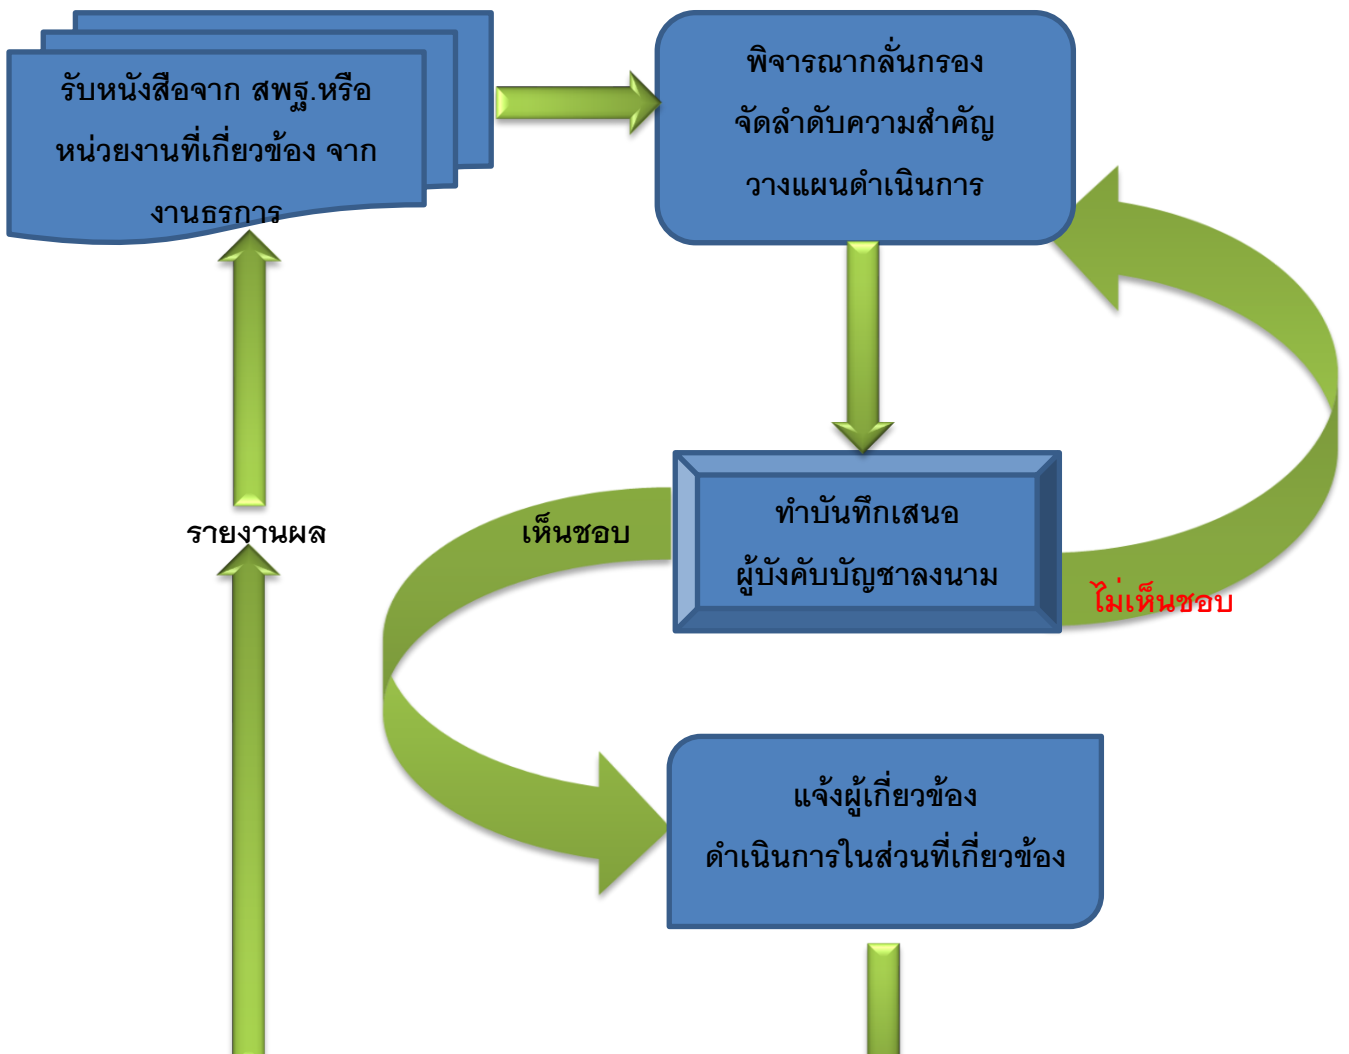 รับหนังสือจาก สพฐ.หรือ
หน่วยงานที่เกี่ยวข้อง จาก
งานธรการ
พิจารณากลั่นกรอง
จัดลำดับความสำคัญ
วางแผนดำเนินการ
ทำบันทึกเสนอ
ผู้บังคับบัญชาลงนาม
รายงานผล
เห็นชอบ
ไม่เห็นชอบ
แจ้งผู้เกี่ยวข้อง
ดำเนินการในส่วนที่เกี่ยวข้อง